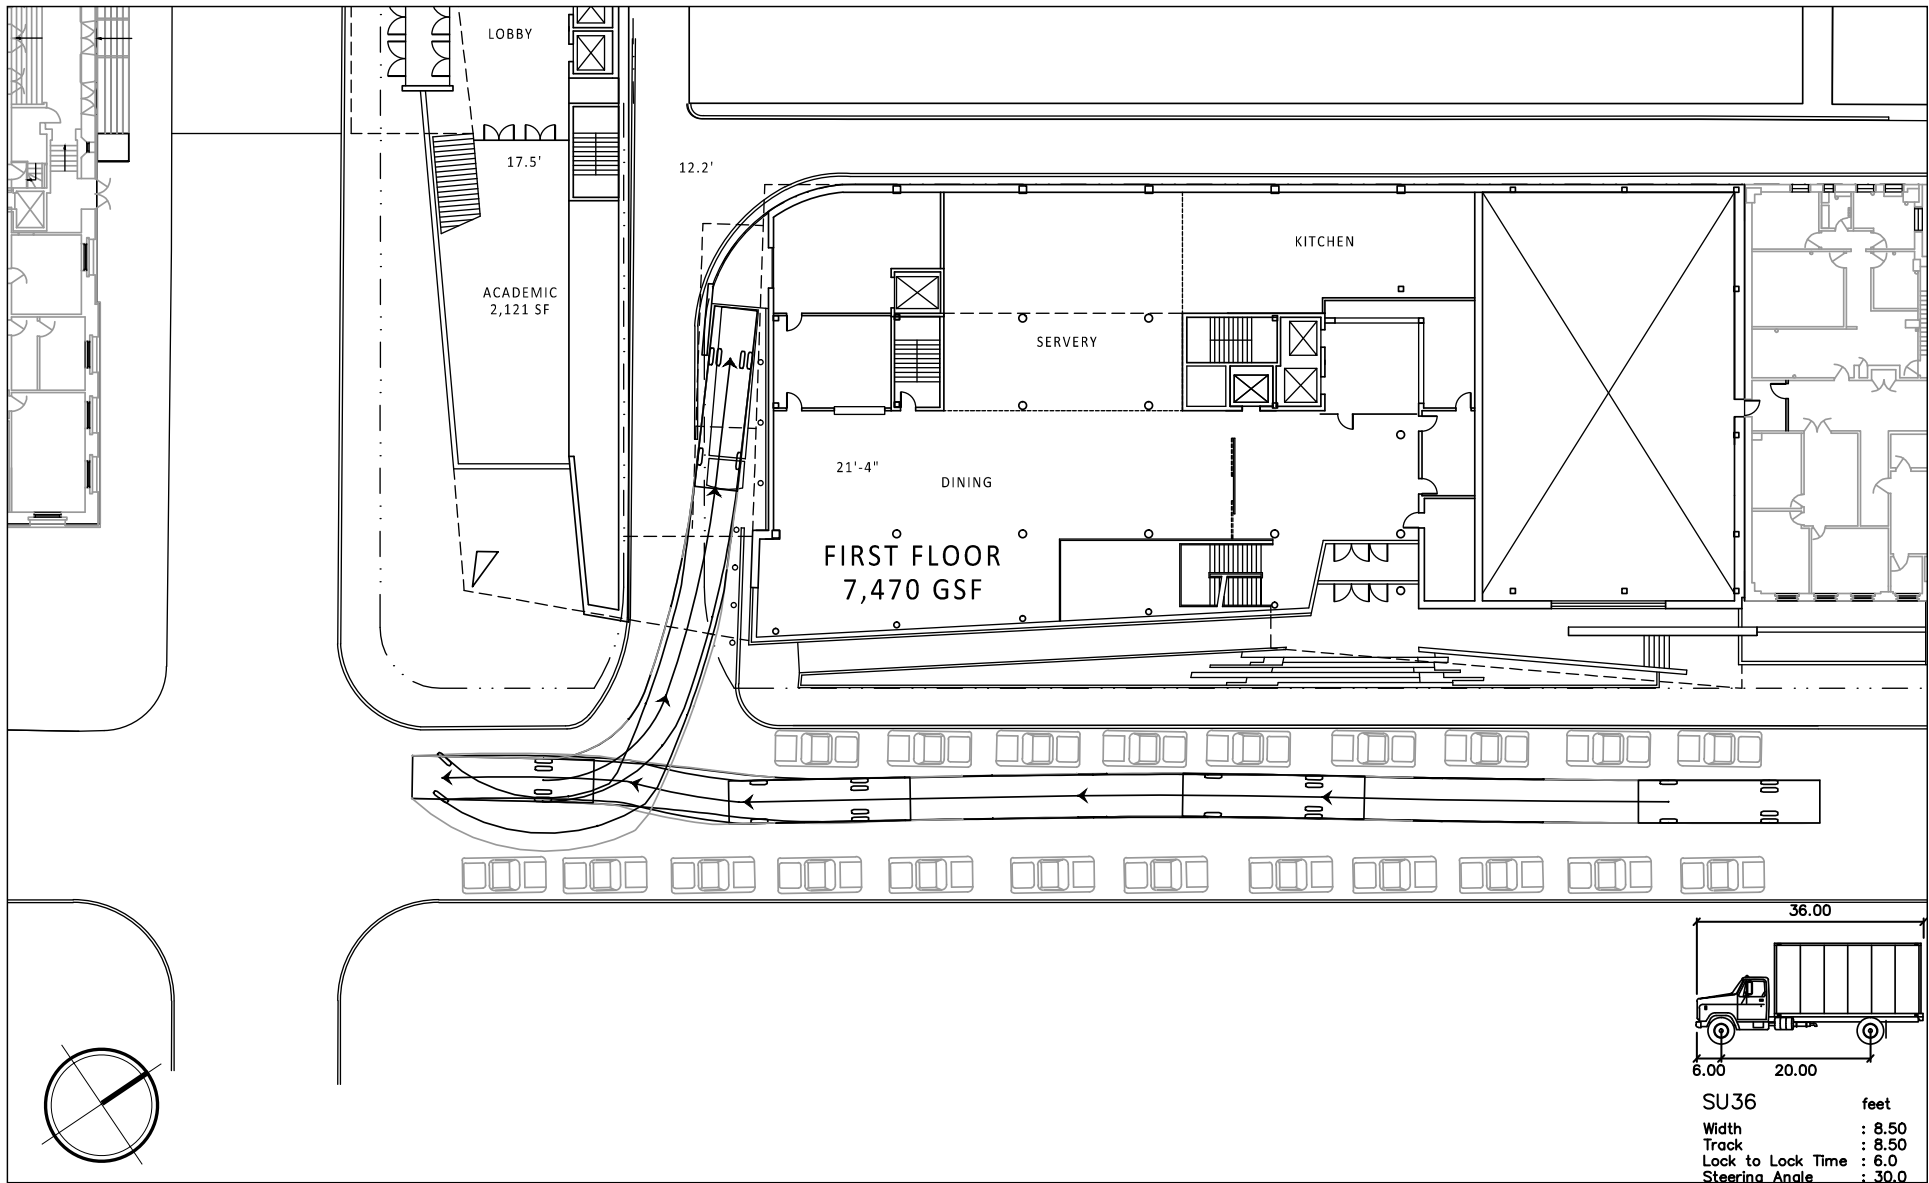 LOBBY
17.5'
12.2'
KITCHEN
ACADEMIC
2,121 SF
SERVERY
21'-4"
DINING
FIRST FLOOR
7,470 GSF
36.00
6.00 20.00
SU36 feet
Width : 8.50
Track : 8.50
Lock to Lock Time : 6.0
Steering Angle : 30.0